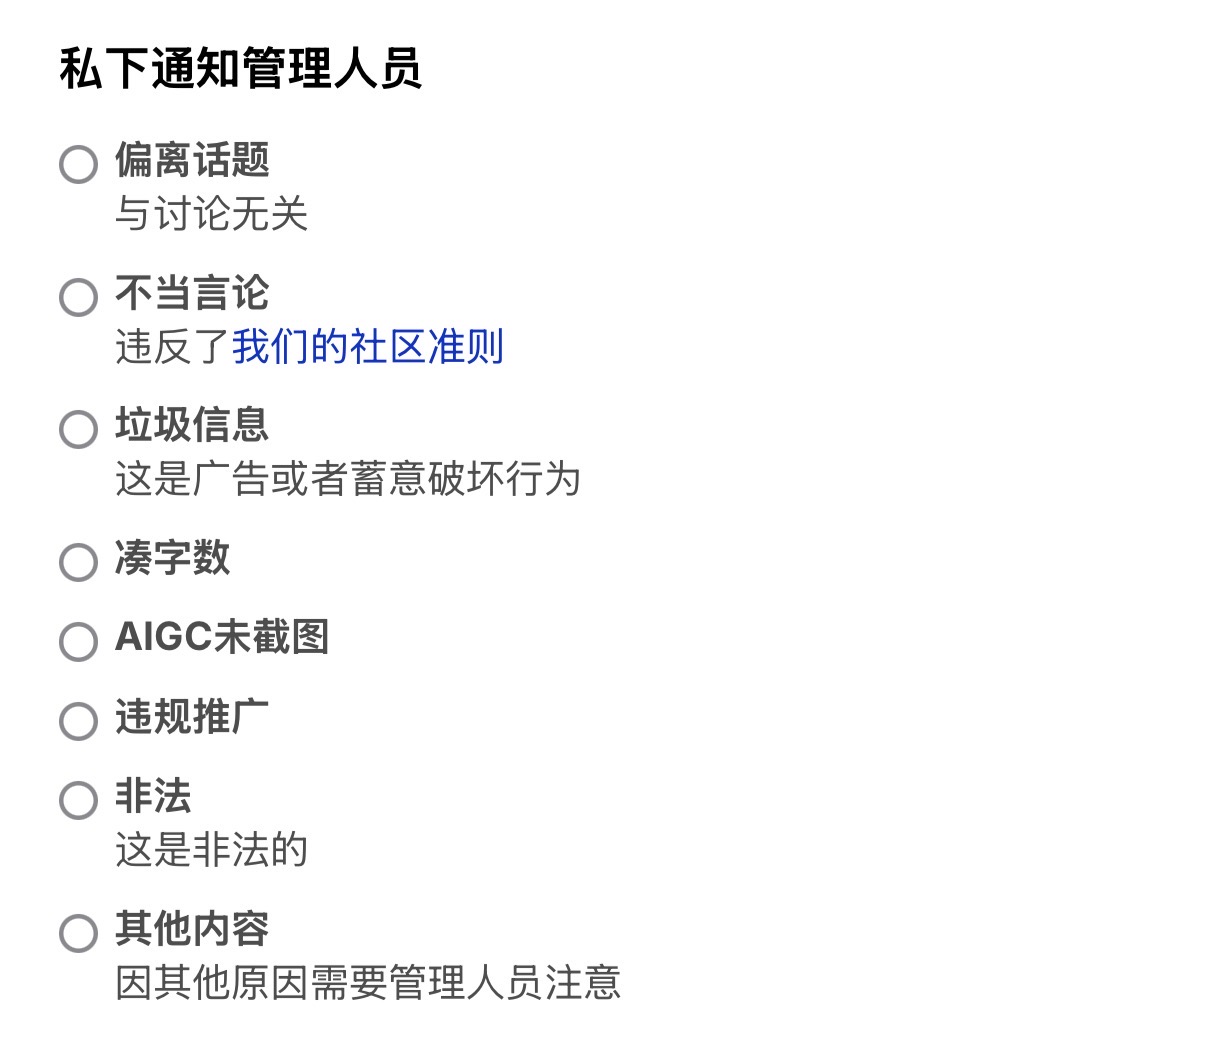 私下通知管理人员
偏离话题
与讨论无关
不当言论
违反了我们的社区准则
垃圾信息
这是广告或者蓄意破坏行为
凑字数
AIGC未截图
违规推广
非法
这是非法的
其他内容
因其他原因需要管理人员注意